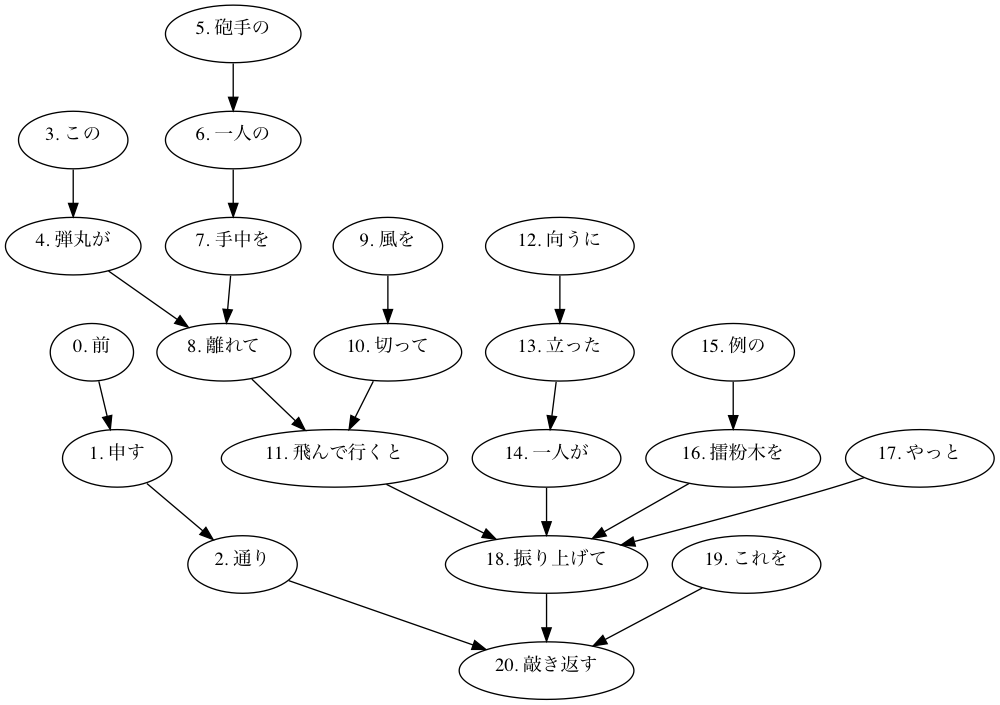 5. 砲手の
3. この
6. 一人の
4. 弾丸が
7. 手中を
9. 風を
12. 向うに
0. 前
8. 離れて
10. 切って
13. 立った
15. 例の
1. 申す
11. 飛んで行くと
14. 一人が
16. 擂粉木を
17. やっと
2. 通り
18. 振り上げて
19. これを
20. 敲き返す